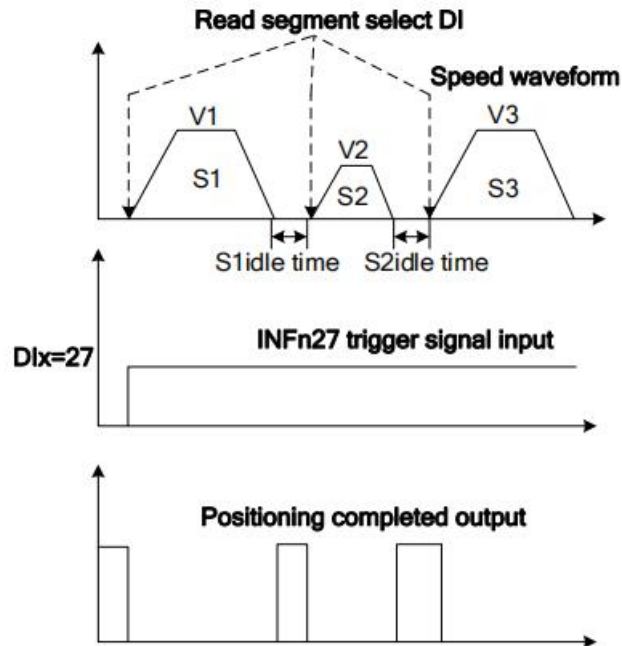 Read segment select DI
Speed waveform
V1
V2
V3
S1
S2
S3
S1idle time
S2idle time
DIx=27
INFn27 trigger signal input
Positioning completed output